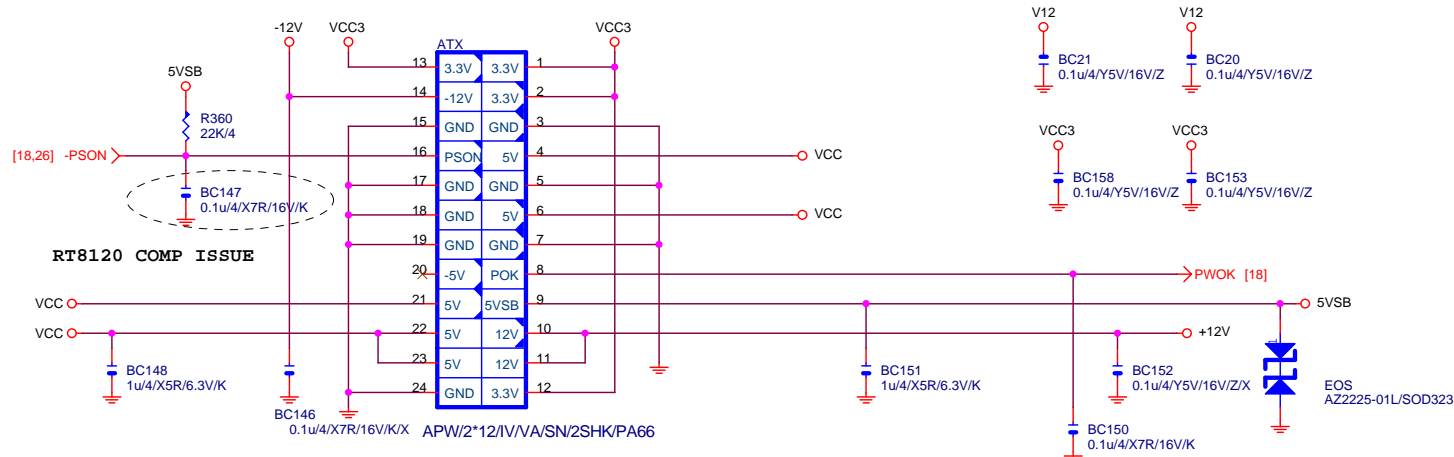 -12V
VCC3
ATX
VCC3
V12
V12
5VSB
R360
22K/4
[18,26] -PSON
BC147
0.1u/4/X7R/16V/K
RT8120 COMP ISSUE
VCC
VCC
BC148
1u/4/X5R/6.3V/K
BC146
0.1u/4/X7R/16V/K/X
13 3.3V 3.3V 1
14 -12V 3.3V 2
15 GND GND 3
16 PSON 5V 4
17 GND GND 5
18 GND 5V 6
19 GND GND 7
20 -5V POK 8
21 5V 5VSB 9
22 5V 12V 10
23 5V 12V 11
24 GND 3.3V 12
APW/2*12/IV/VA/SN/2SHK/PA66
VCC
VCC
BC21
0.1u/4/Y5V/16V/Z
BC20
0.1u/4/Y5V/16V/Z
VCC3
VCC3
BC158
0.1u/4/Y5V/16V/Z
BC153
0.1u/4/Y5V/16V/Z
PWOK [18]
5VSB
+12V
BC151
1u/4/X5R/6.3V/K
BC152
0.1u/4/Y5V/16V/Z/X
1
EOS
AZ2225-01L/SOD323
BC150
0.1u/4/X7R/16V/K